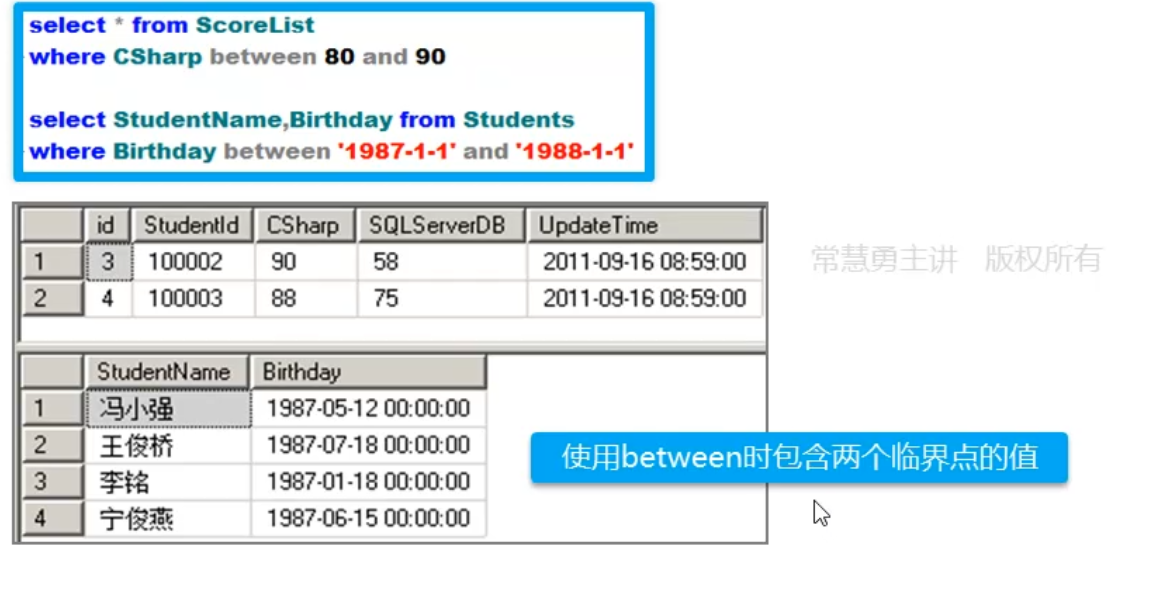 select * from ScoreList
where CSharp between 80 and 90
select StudentName,Birthday from Students
where Birthday between '1987-1-1' and '1988-1-1'
id StudentId CSharp SQLServerDB UpdateTime
1 3 100002 90 58 2011-09-16 08:59:00
2 4 100003 88 75 2011-09-16 08:59:00
常慧勇主讲 版权所有
StudentName Birthday
1 冯小强 1987-05-12 00:00:00
2 王俊桥 1987-07-18 00:00:00
3 李铭 1987-01-18 00:00:00
4 宁俊燕 1987-06-15 00:00:00
使用between时包含两个临界点的值